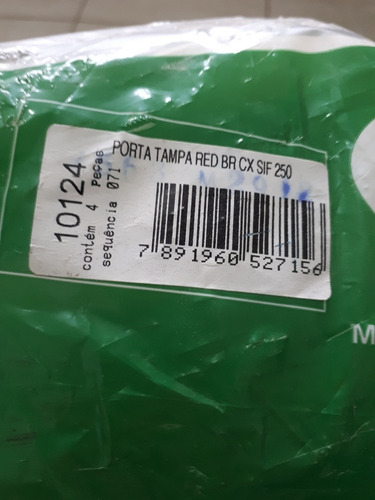 PORTA TAMPA RED BR CX SIF 250
10124
contém 4 Peças
sequência 071
7 891960 527156
M